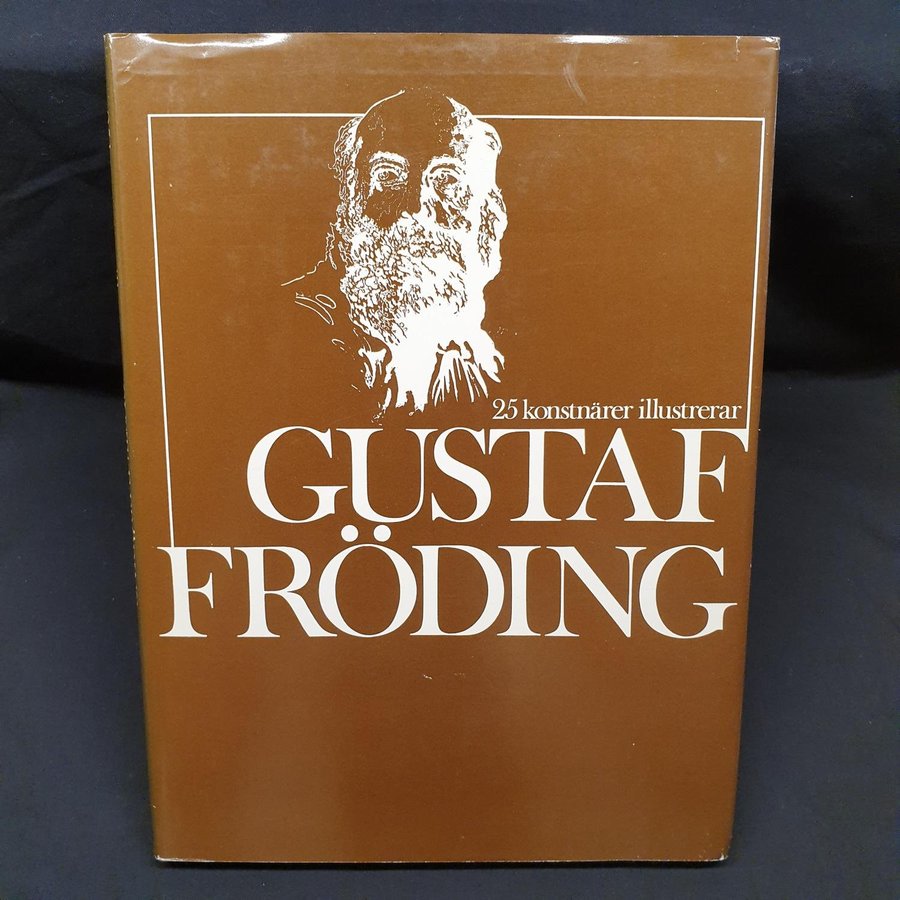 25 konstnärer illustrerar
GUSTAF
FRÖDING